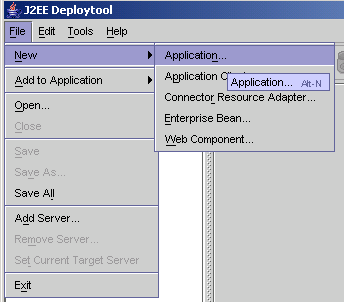 J2EE Deploytool
File Edit Tools Help
New
Add to Application
Open...
Close
Save
Save As...
Save All
Add Server...
Remove Server...
Set Current Target Server
Exit
Application...
Application
Application... Alt-N
Connector Resource Adapter...
Enterprise Bean...
Web Component...